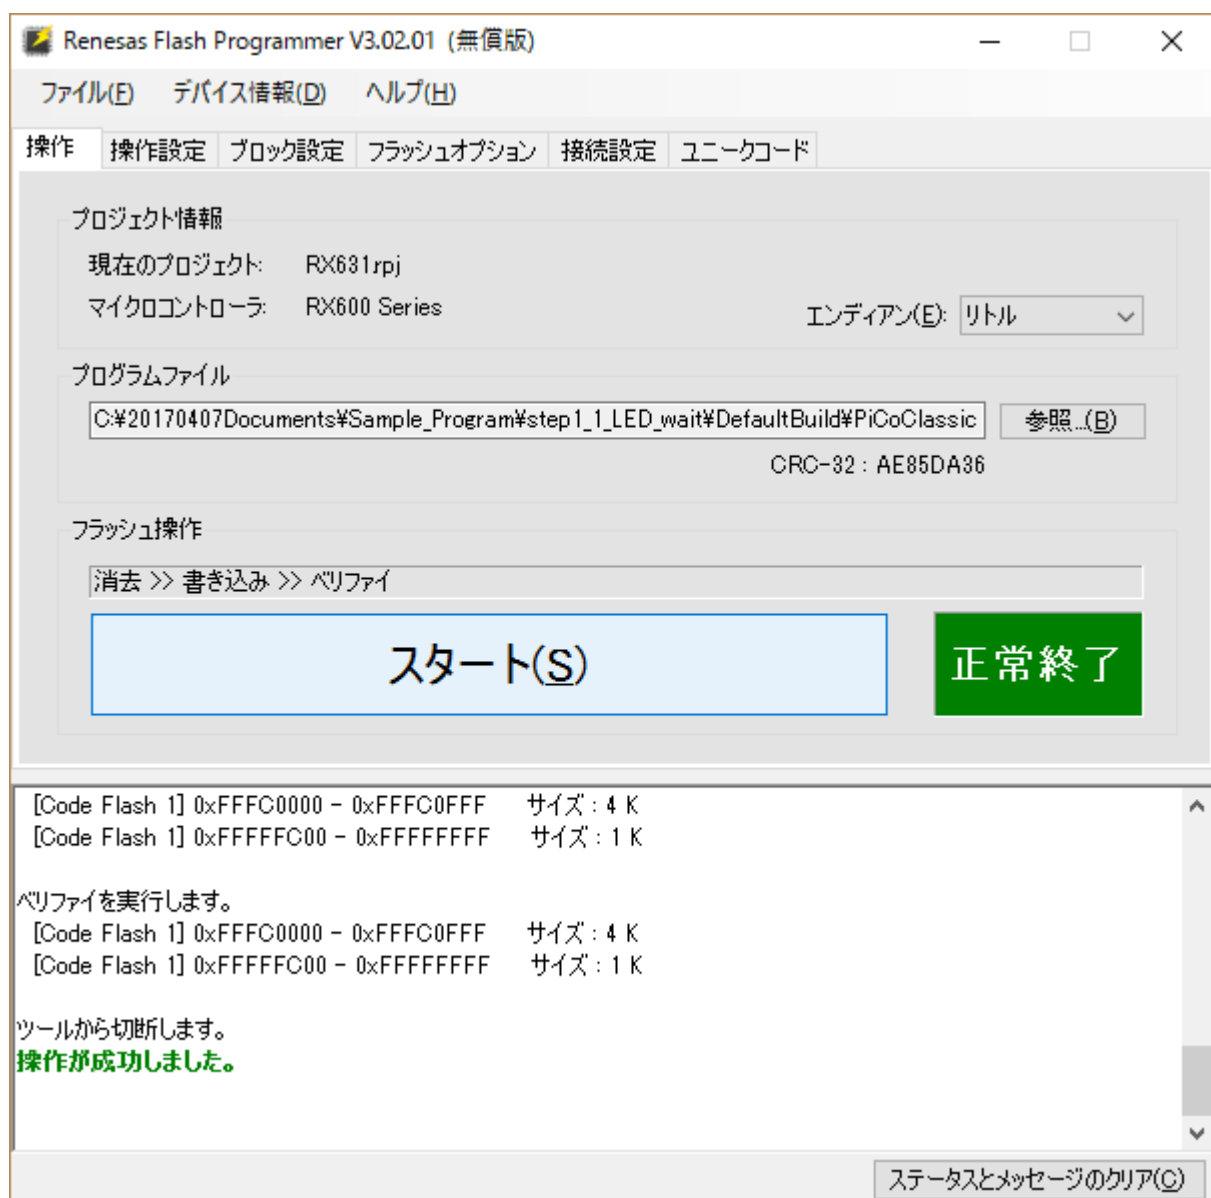 Renesas Flash Programmer V3.02.01 (無償版)
ファイル(F) デバイス情報(D) ヘルプ(H)
操作 操作設定 ブロック設定 フラッシュオプション 接続設定 ユニークコード
プロジェクト情報
現在のプロジェクト: RX631.rpj
マイクロコントローラ: RX600 Series エンディアン(E): リトル
プログラムファイル
C:¥20170407Documents¥Sample_Program¥step1_1_LED_wait¥DefaultBuild¥PiCoClassic 参照...(B)
CRC-32 : AE85DA36
フラッシュ操作
消去 >> 書き込み >> ベリファイ
スタート(S) 正常終了
[Code Flash 1] 0xFFFC0000 - 0xFFFC0FFF サイズ : 4 K
[Code Flash 1] 0xFFFFFC00 - 0xFFFFFFFF サイズ : 1 K
ベリファイを実行します。
[Code Flash 1] 0xFFFC0000 - 0xFFFC0FFF サイズ : 4 K
[Code Flash 1] 0xFFFFFC00 - 0xFFFFFFFF サイズ : 1 K
ツールから切断します。
操作が成功しました。
ステータスとメッセージのクリア(C)